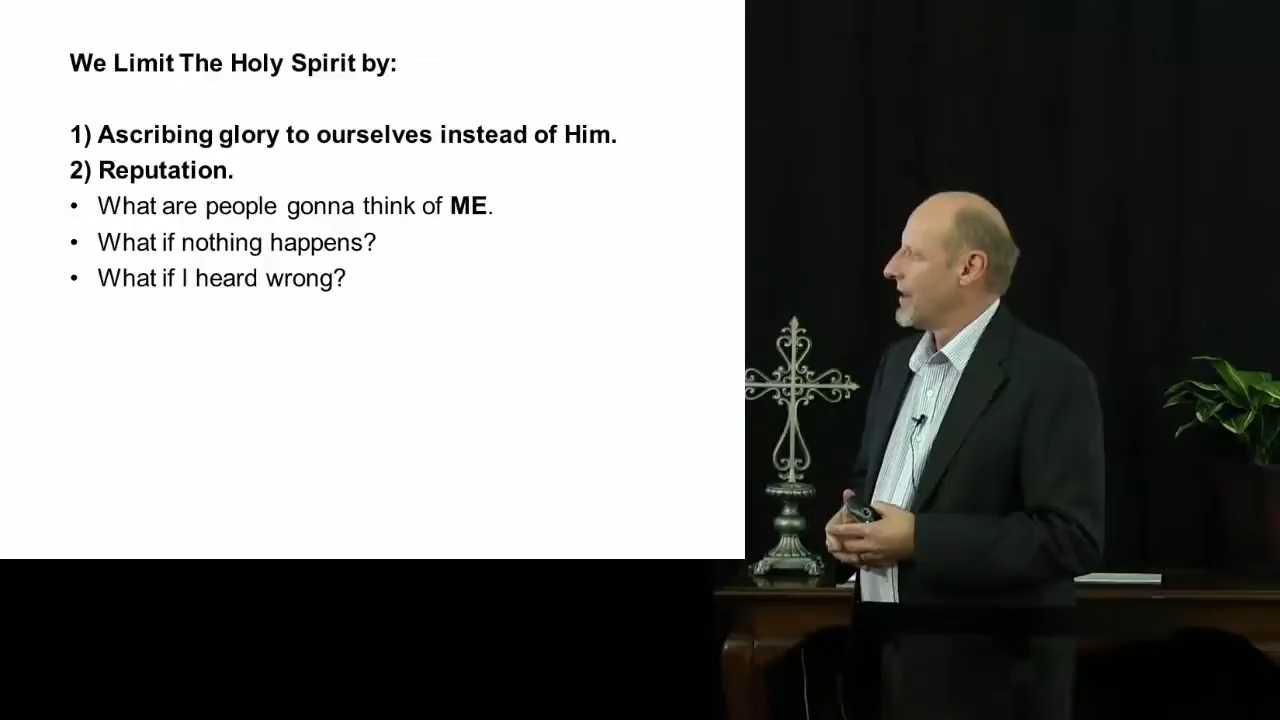 We Limit The Holy Spirit by:
1) Ascribing glory to ourselves instead of Him.
2) Reputation.
• What are people gonna think of ME.
• What if nothing happens?
• What if I heard wrong?